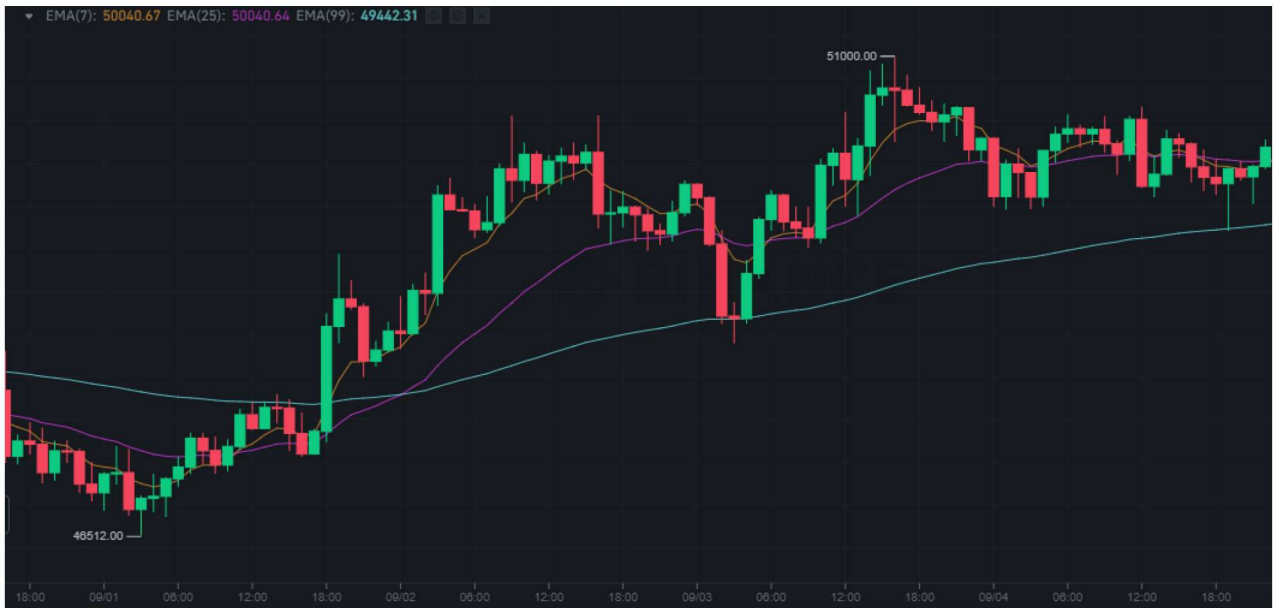 EMA(7): 50040.67 EMA(25): 50040.64 EMA(99): 49442.31
51000.00
BINANCE
46512.00
18:00 09/01 06:00 12:00 18:00 09/02 06:00 12:00 18:00 09/03 06:00 12:00 18:00 09/04 06:00 12:00 18:00